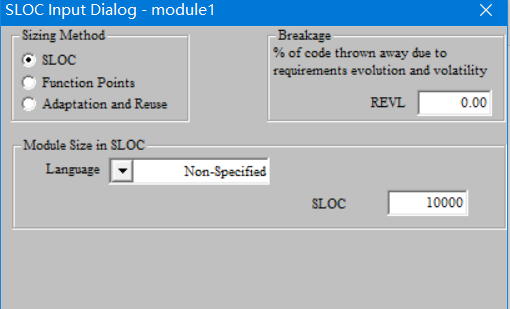 SLOC Input Dialog - module1
Sizing Method
SLOC
Function Points
Adaptation and Reuse
Breakage
% of code thrown away due to
requirements evolution and volatility
REVL 0.00
Module Size in SLOC
Language Non-Specified
SLOC 10000